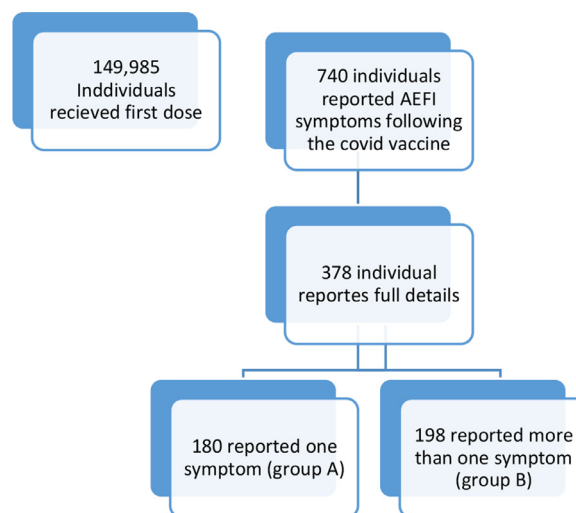 149,985
Inddividuals
recieved first dose
740 individuals
reported AEFI
symptoms following
the covid vaccine
378 individual
reportes full details
180 reported one
symptom (group A)
198 reported more
than one symptom
(group B)